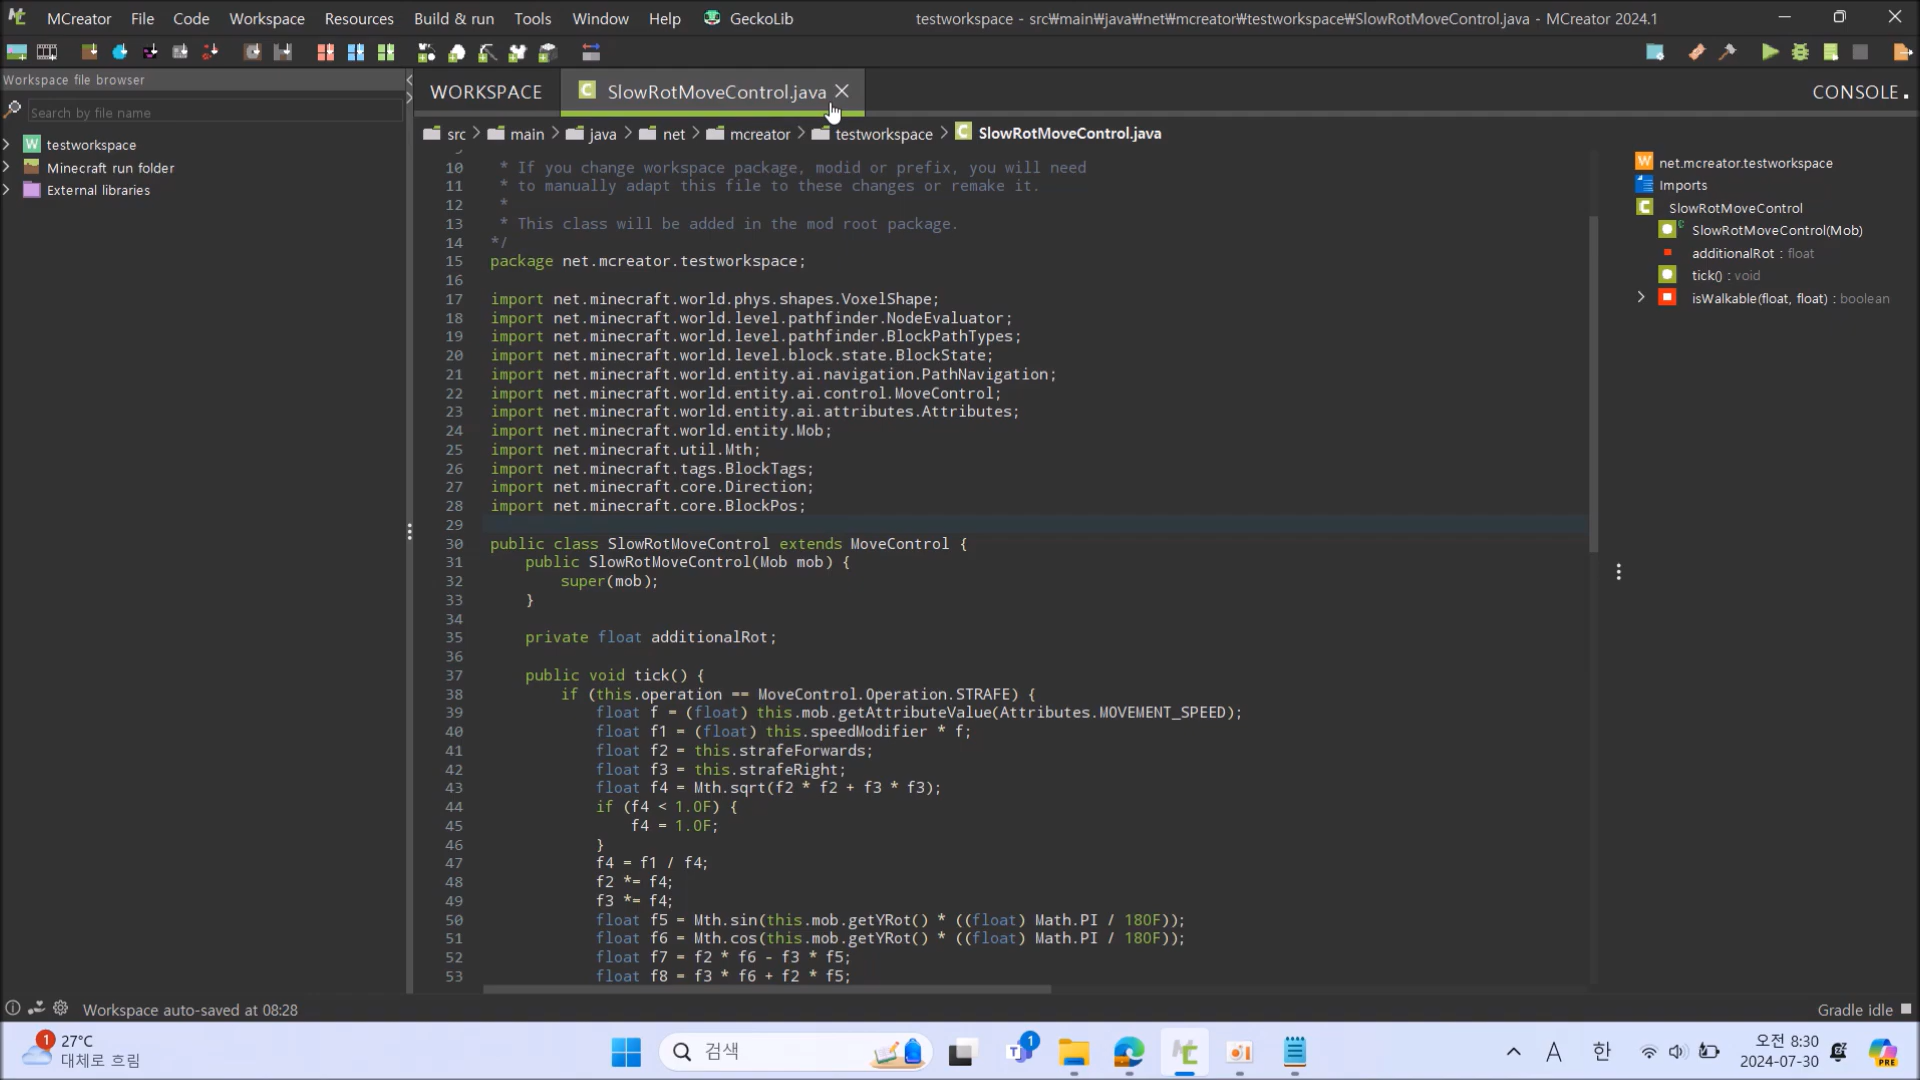 MCreator File Code Workspace Resources Build & run Tools Window Help GeckoLib testworkspace - src￦main￦java￦net￦mcreator￦testworkspace￦SlowRotMoveControl.java - MCreator 2024.1
Workspace file browser
Search by file name
testworkspace
Minecraft run folder
External libraries
WORKSPACE SlowRotMoveControl.java CONSOLE
src main java net mcreator testworkspace SlowRotMoveControl.java
10 * If you change workspace package, modid or prefix, you will need
11 * to manually adapt this file to these changes or remake it.
12 *
13 * This class will be added in the mod root package.
14 */
15 package net.mcreator.testworkspace;
16
17 import net.minecraft.world.phys.shapes.VoxelShape;
18 import net.minecraft.world.level.pathfinder.NodeEvaluator;
19 import net.minecraft.world.level.pathfinder.BlockPathTypes;
20 import net.minecraft.world.level.block.state.BlockState;
21 import net.minecraft.world.entity.ai.navigation.PathNavigation;
22 import net.minecraft.world.entity.ai.control.MoveControl;
23 import net.minecraft.world.entity.ai.attributes.Attributes;
24 import net.minecraft.world.entity.Mob;
25 import net.minecraft.util.Mth;
26 import net.minecraft.tags.BlockTags;
27 import net.minecraft.core.Direction;
28 import net.minecraft.core.BlockPos;
29
30 public class SlowRotMoveControl extends MoveControl {
31 public SlowRotMoveControl(Mob mob) {
32 super(mob);
33 }
34
35 private float additionalRot;
36
37 public void tick() {
38 if (this.operation == MoveControl.Operation.STRAFE) {
39 float f = (float) this.mob.getAttributeValue(Attributes.MOVEMENT_SPEED);
40 float f1 = (float) this.speedModifier * f;
41 float f2 = this.strafeForwards;
42 float f3 = this.strafeRight;
43 float f4 = Mth.sqrt(f2 * f2 + f3 * f3);
44 if (f4 < 1.0F) {
45 f4 = 1.0F;
46 }
47 f4 = f1 / f4;
48 f2 *= f4;
49 f3 *= f4;
50 float f5 = Mth.sin(this.mob.getYRot() * ((float) Math.PI / 180F));
51 float f6 = Mth.cos(this.mob.getYRot() * ((float) Math.PI / 180F));
52 float f7 = f2 * f6 - f3 * f5;
53 float f8 = f3 * f6 + f2 * f5;
net.mcreator.testworkspace
Imports
SlowRotMoveControl
SlowRotMoveControl(Mob)
additionalRot : float
tick() : void
isWalkable(float, float) : boolean
Workspace auto-saved at 08:28 Gradle idle
1 27°C
대체로 흐림
검색
1
A 한
오전 8:30
2024-07-30
PRE